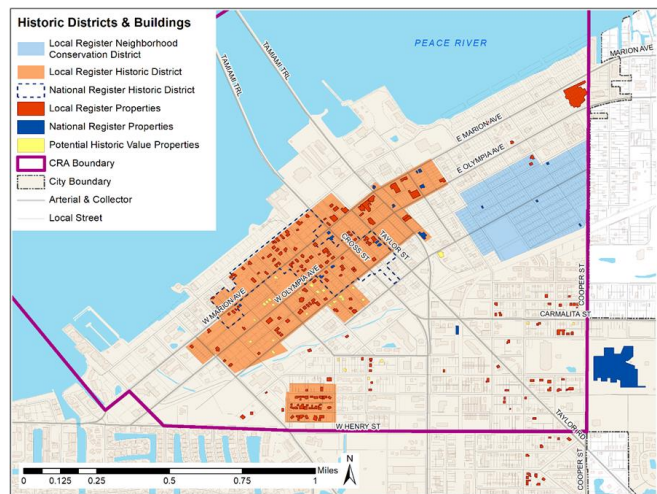 Historic Districts & Buildings
Local Register Neighborhood
Conservation District
Local Register Historic District
National Register Historic District
Local Register Properties
National Register Properties
Potential Historic Value Properties
CRA Boundary
City Boundary
Arterial & Collector
Local Street
TAMIAMI TRL
TAMIAMI TRL
PEACE RIVER
MARION AVE
E MARION AVE
E OLYMPIA AVE
TAYLOR ST
CROSS ST
W OLYMPIA AVE
W MARION AVE
COOPER ST
CARMALITA ST
W HENRY ST
TAYLOR RD
COOPER ST
N
Miles
0 0.125 0.25 0.5 0.75 1